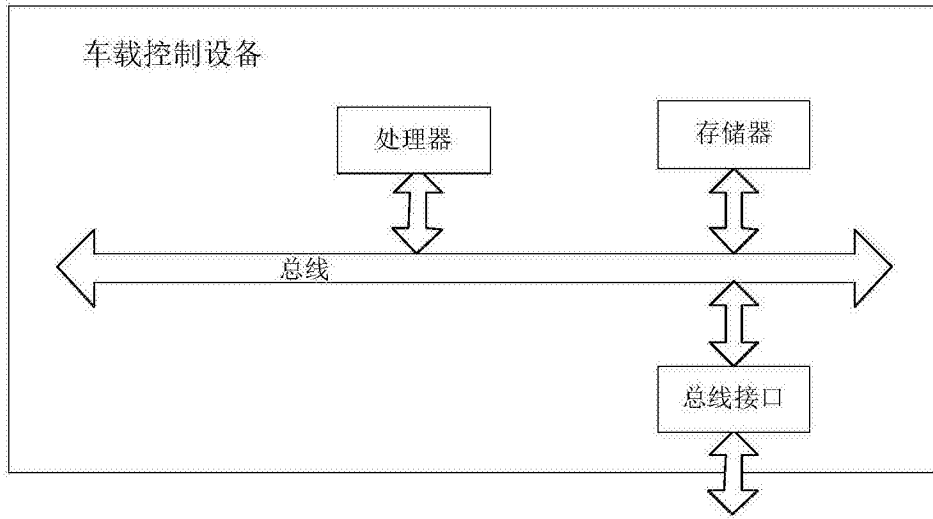 车载控制设备
处理器
存储器
总线
总线接口